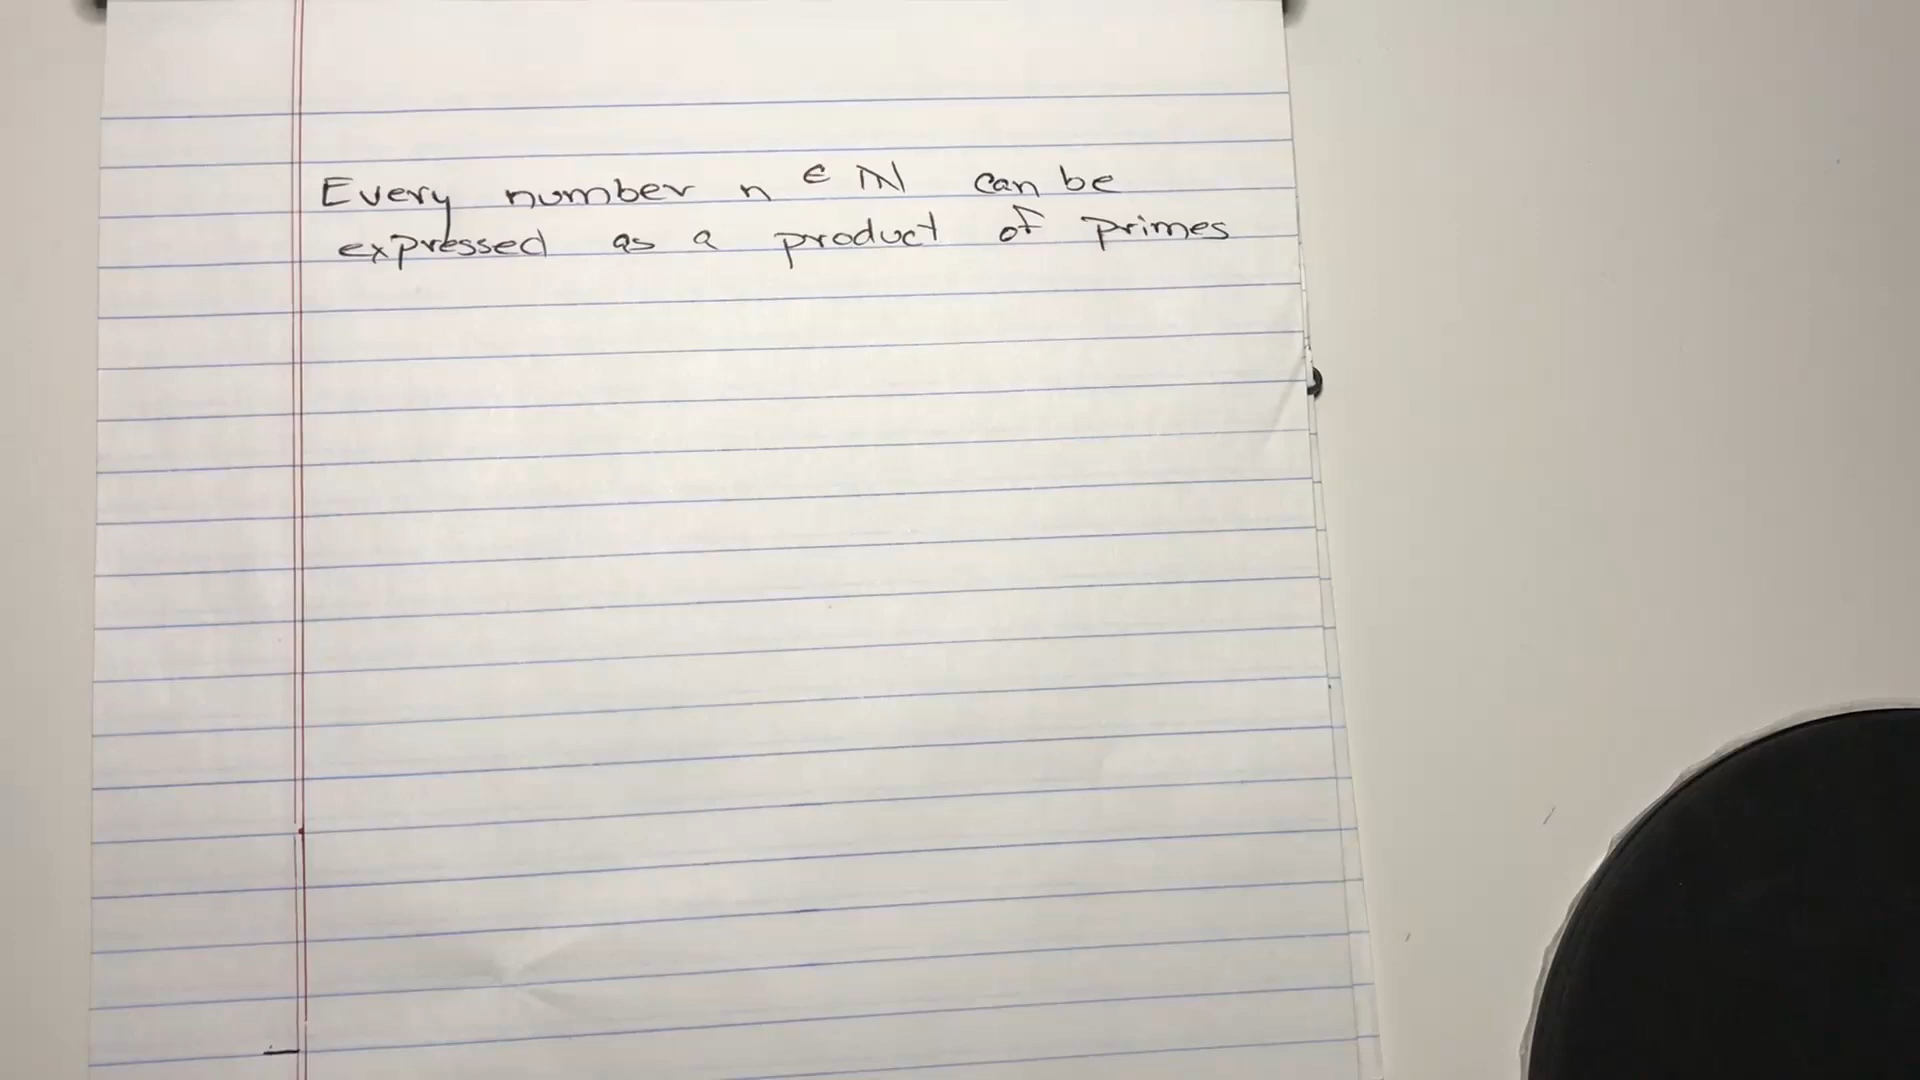 Every number n ∈ ℕ can be
expressed as a product of primes